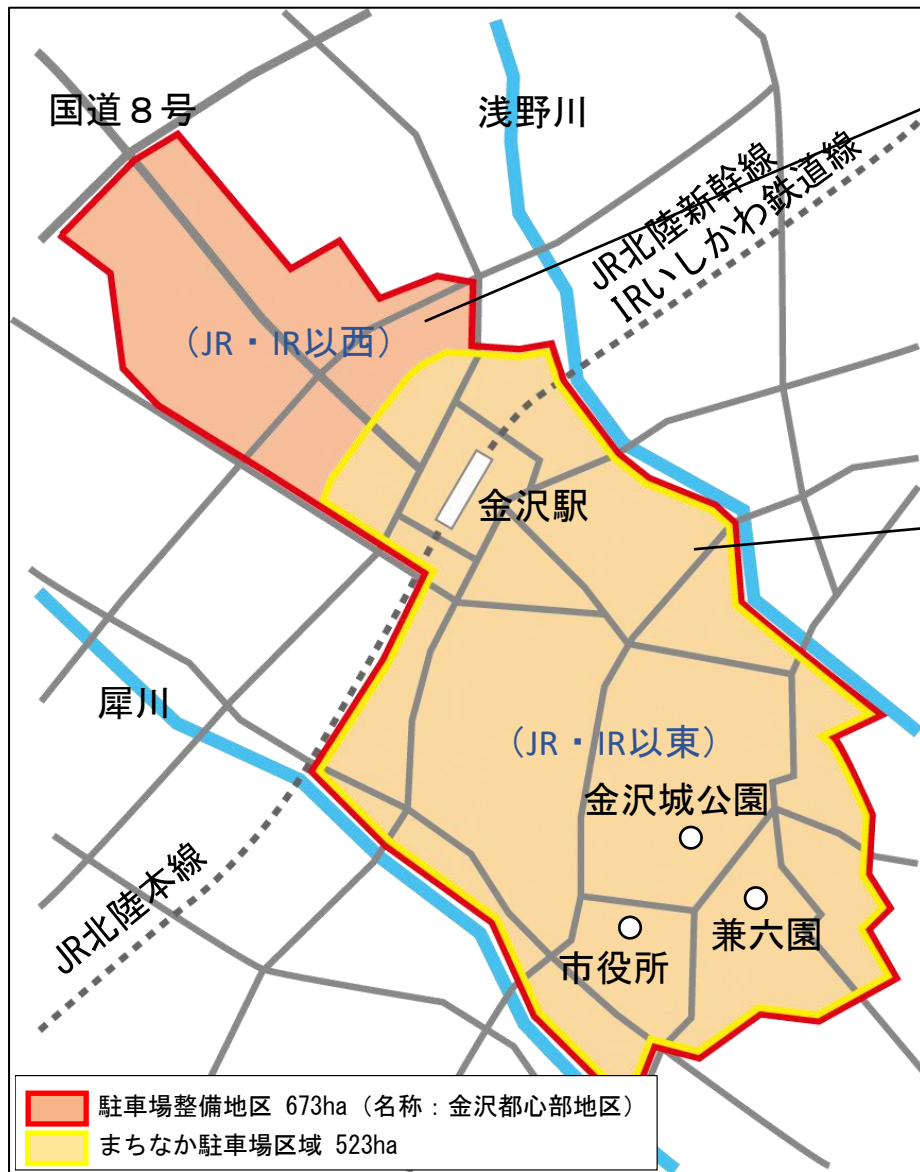 国道８号
浅野川
JR北陸新幹線
IRいしかわ鉄道線
（JR・IR以西）
金沢駅
犀川
（JR・IR以東）
金沢城公園
JR北陸本線
兼六園
市役所
駐車場整備地区 673ha（名称：金沢都心部地区）
まちなか駐車場区域 523ha